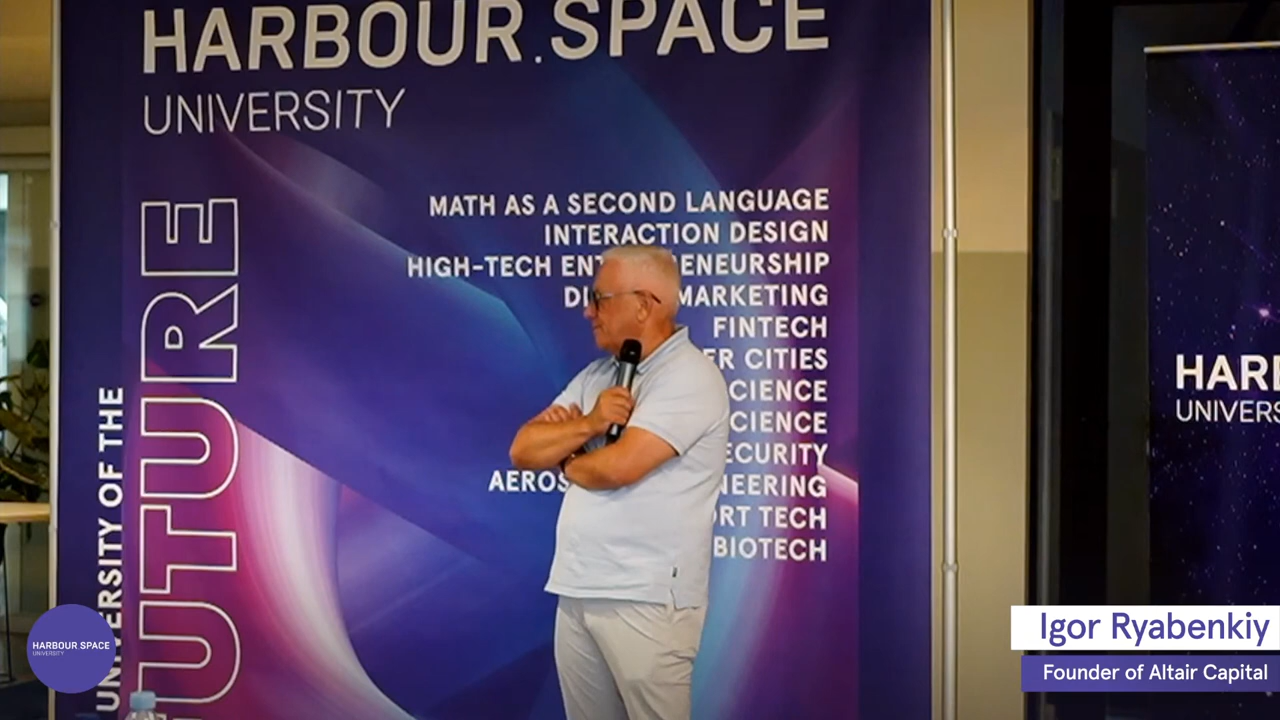 HARBOUR.SPACE
UNIVERSITY
UNIVERSITY OF THE
FUTURE
MATH AS A SECOND LANGUAGE
INTERACTION DESIGN
HIGH-TECH ENT ENEURSHIP
DI MARKETING
FINTECH
ER CITIES
CIENCE
CIENCE
ECURITY
AEROS NEERING
ORT TECH
BIOTECH
HAR
UNIVERS
HARBOUR SPACE
UNIVERSITY
Igor Ryabenkiy
Founder of Altair Capital